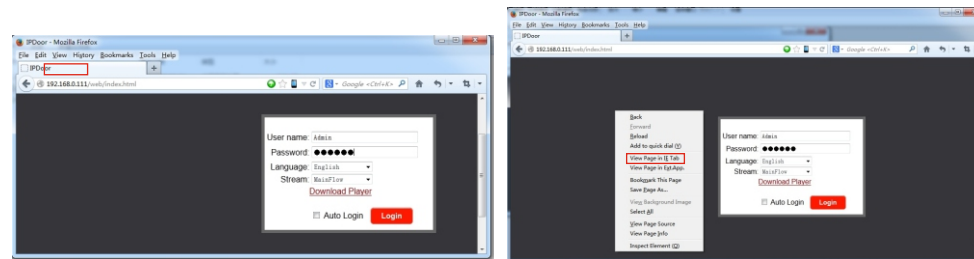 IPDoor - Mozilla Firefox
File Edit View History Bookmarks Tools Help
IPDoor
+
192.168.0.111/web/index.html
Google <Ctrl+K>
User name: Admin
Password: ●●●●●●
Language: English
Stream: MainFlow
Download Player
Auto Login Login
IPDoor - Mozilla Firefox
File Edit View History Bookmarks Tools Help
IPDoor
+
192.168.0.111/web/index.html
Google <Ctrl+K>
Back
Forward
Reload
Add to quick dial (Y)
View Page in IE Tab
View Page in Ext.App.
Bookmark This Page
Save Page As...
View Background Image
Select All
View Page Source
View Page Info
Inspect Element (Q)
User name: Admin
Password: ●●●●●●
Language: English
Stream: MainFlow
Download Player
Auto Login Login